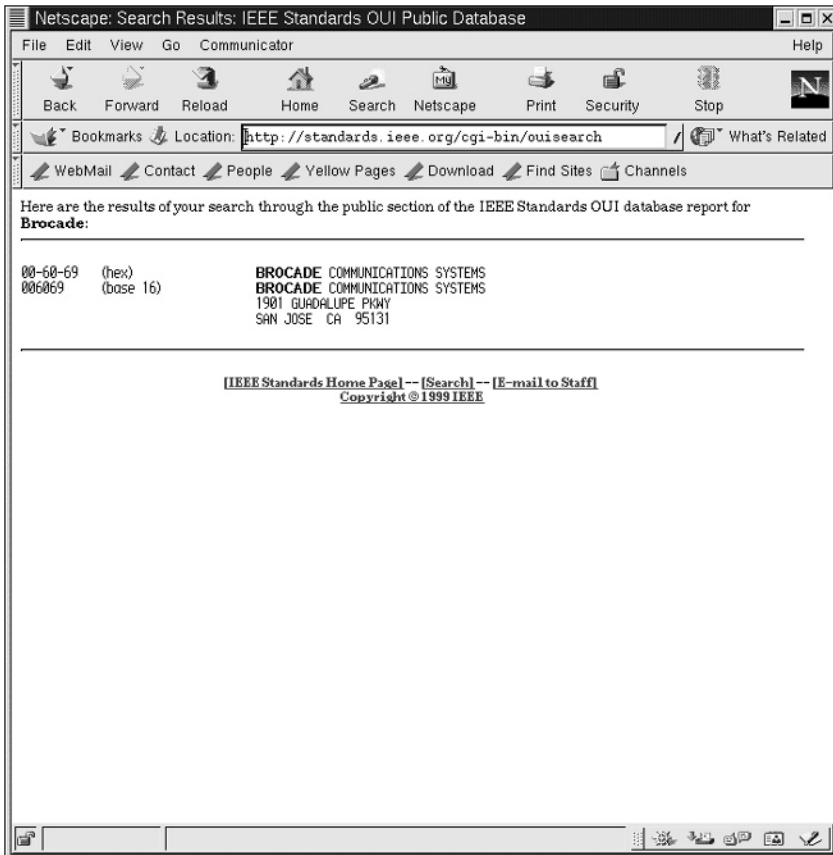 Netscape: Search Results: IEEE Standards OUI Public Database
File Edit View Go Communicator Help
My
N
Back Forward Reload Home Search Netscape Print Security Stop
Bookmarks Location: http://standards.ieee.org/cgi-bin/ouisearch What's Related
WebMail Contact People Yellow Pages Download Find Sites Channels
Here are the results of your search through the public section of the IEEE Standards OUI database report for
Brocade:
00-60-69 (hex) BROCADE COMMUNICATIONS SYSTEMS
006069 (base 16) BROCADE COMMUNICATIONS SYSTEMS
1901 GUADALUPE PKWY
SAN JOSE CA 95131
[IEEE Standards Home Page] -- [Search] -- [E-mail to Staff]
Copyright © 1999 IEEE